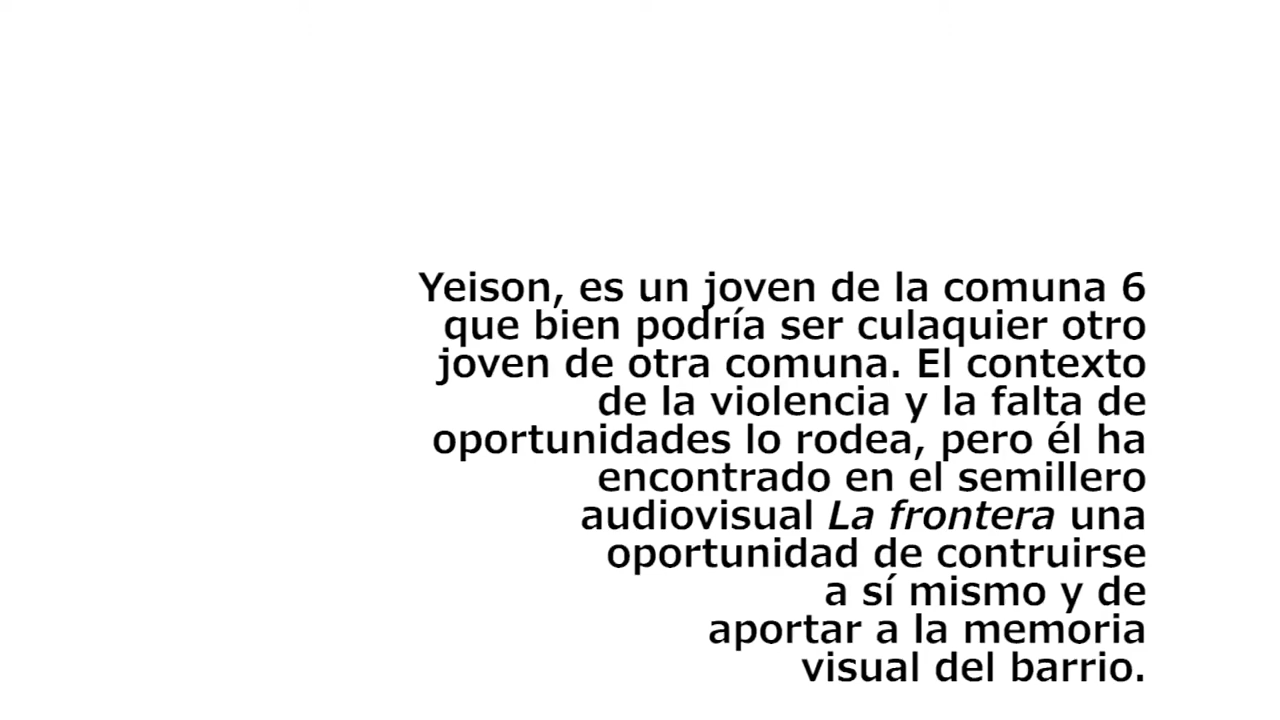 Yeison, es un joven de la comuna 6
que bien podría ser culaquier otro
joven de otra comuna. El contexto
de la violencia y la falta de
oportunidades lo rodea, pero él ha
encontrado en el semillero
audiovisual La frontera una
oportunidad de contruirse
a sí mismo y de
aportar a la memoria
visual del barrio.